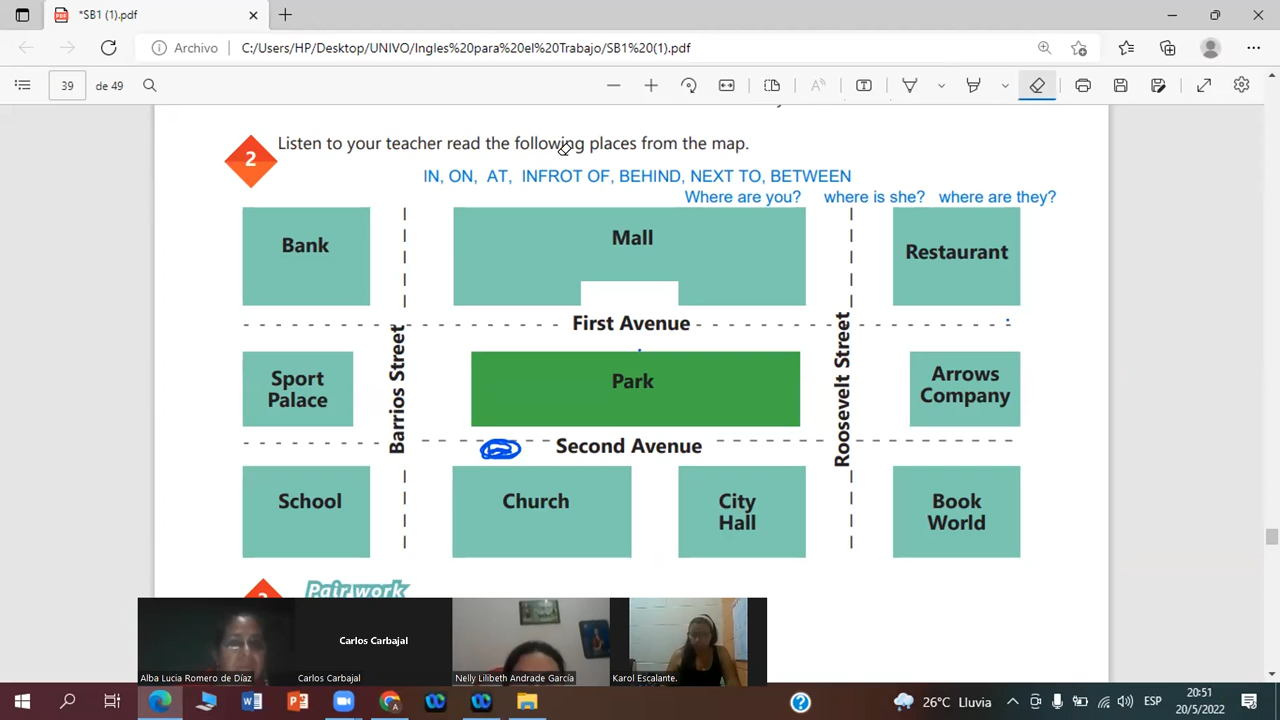 *SB1 (1).pdf
Archivo
C:/Users/HP/Desktop/UNIVO/Ingles%20para%20el%20Trabajo/SB1%20(1).pdf
39 de 49
2
Listen to your teacher read the following places from the map.
IN, ON, AT, INFROT OF, BEHIND, NEXT TO, BETWEEN
Where are you? where is she? where are they?
Bank
Mall
Restaurant
First Avenue
Barrios Street
Roosevelt Street
Sport
Palace
Park
Arrows
Company
Second Avenue
School
Church
City
Hall
Book
World
Pair work
Carlos Carbajal
Alba Lucia Romero de Díaz
Carlos Carbajal
Nelly Lilibeth Andrade García
Karol Escalante.
26°C Lluvia
ESP
20:51
20/5/2022